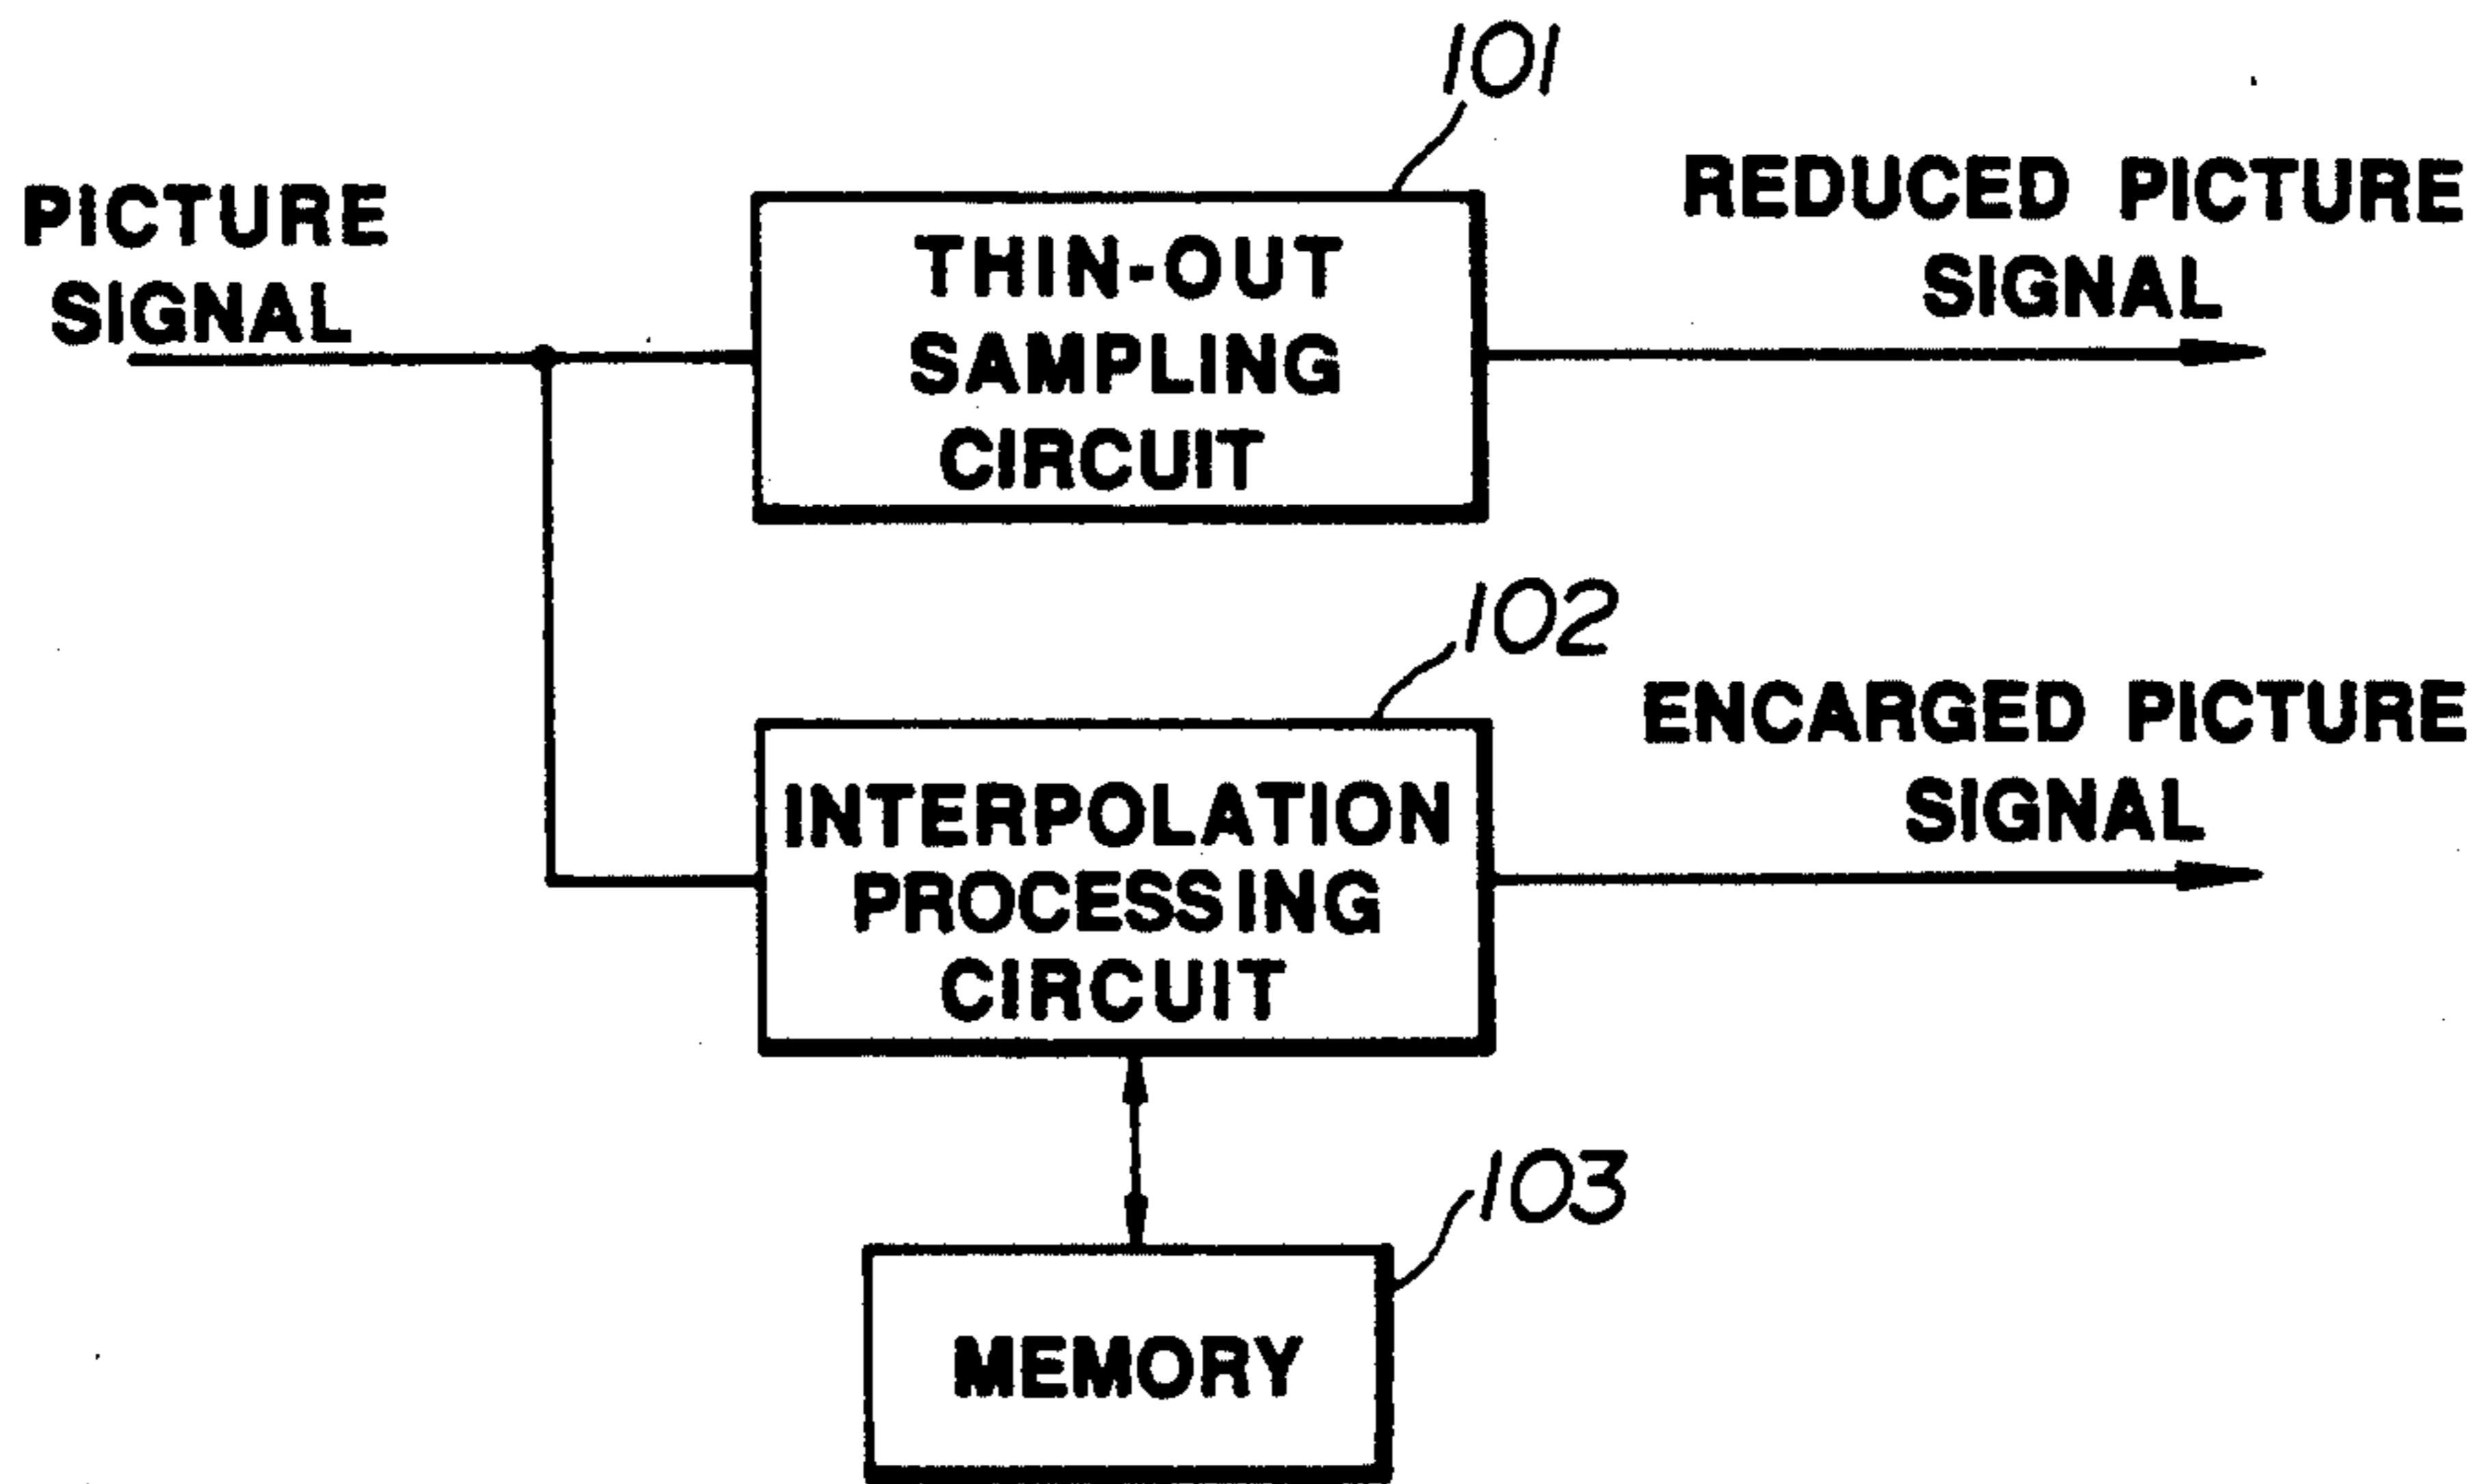 101
PICTURE
SIGNAL
THIN-OUT
SAMPLING
CIRCUIT
REDUCED PICTURE
SIGNAL
102
INTERPOLATION
PROCESSING
CIRCUIT
ENCARGED PICTURE
SIGNAL
103
MEMORY